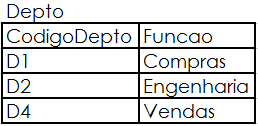 Depto
CodigoDepto Funcao
D1 Compras
D2 Engenharia
D4 Vendas